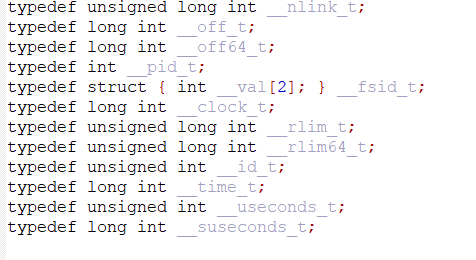 typedef unsigned long int __nlink_t;
typedef long int __off_t;
typedef long int __off64_t;
typedef int __pid_t;
typedef struct { int __val[2]; } __fsid_t;
typedef long int __clock_t;
typedef unsigned long int __rlim_t;
typedef unsigned long int __rlim64_t;
typedef unsigned int __id_t;
typedef long int __time_t;
typedef unsigned int __useconds_t;
typedef long int __suseconds_t;